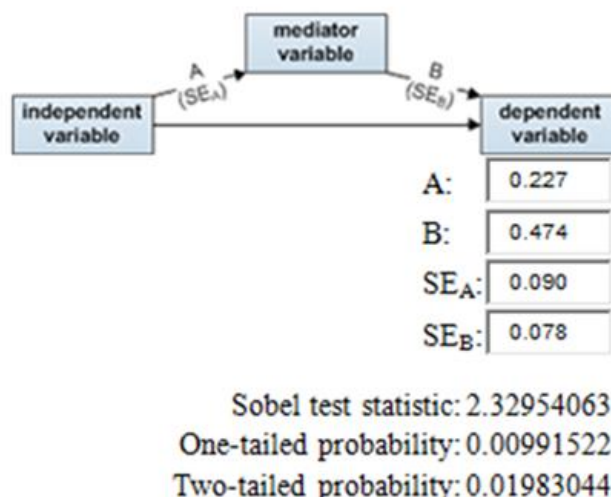 mediator
variable
A
(SEA)
B
(SEB)
independent
variable
dependent
variable
A: 0.227
B: 0.474
SEA: 0.090
SEB: 0.078
Sobel test statistic: 2.32954063
One-tailed probability: 0.00991522
Two-tailed probability: 0.01983044